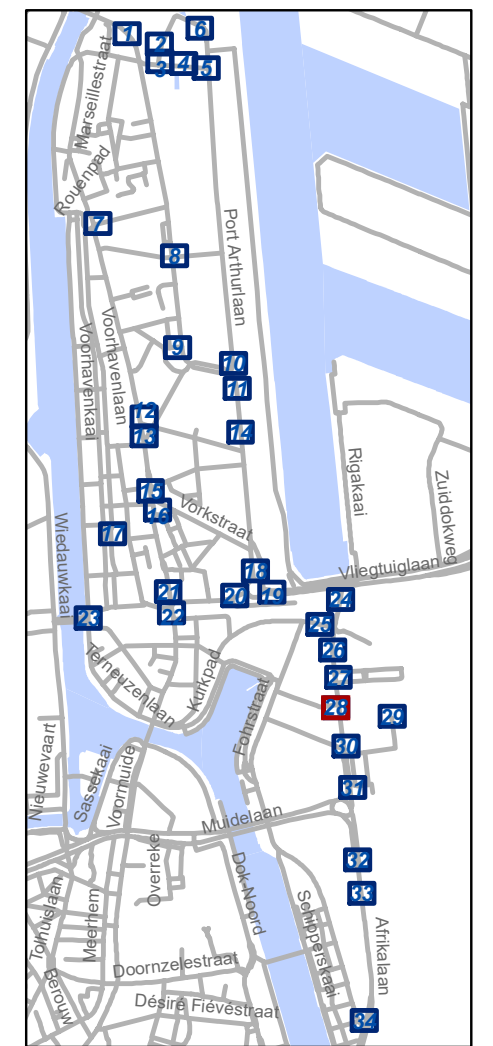 1
2
6
3
4
5
Marseillestraat
Rouenpad
7
8
Port Arthurlaan
9
10
11
Voorhavenlaan
Voorhavenkaai
12
13
14
15
16
Vorkstraat
17
Rigakaai
Zuiddokweg
Wiedauwkaai
18
19
20
21
22
23
Vliegtuiglaan
24
25
26
27
28
29
30
31
Terneuzenlaan
Kurkpad
Fohrstraat
Nieuwevaart
Sassekaai
Voormuide
Muidelaan
32
33
Overreke
Dok-Noord
Tolhuislaan
Meerhem
Schipperskaai
Afrikalaan
Doornzelestraat
Berouw
Désiré Fiévéstraat
34